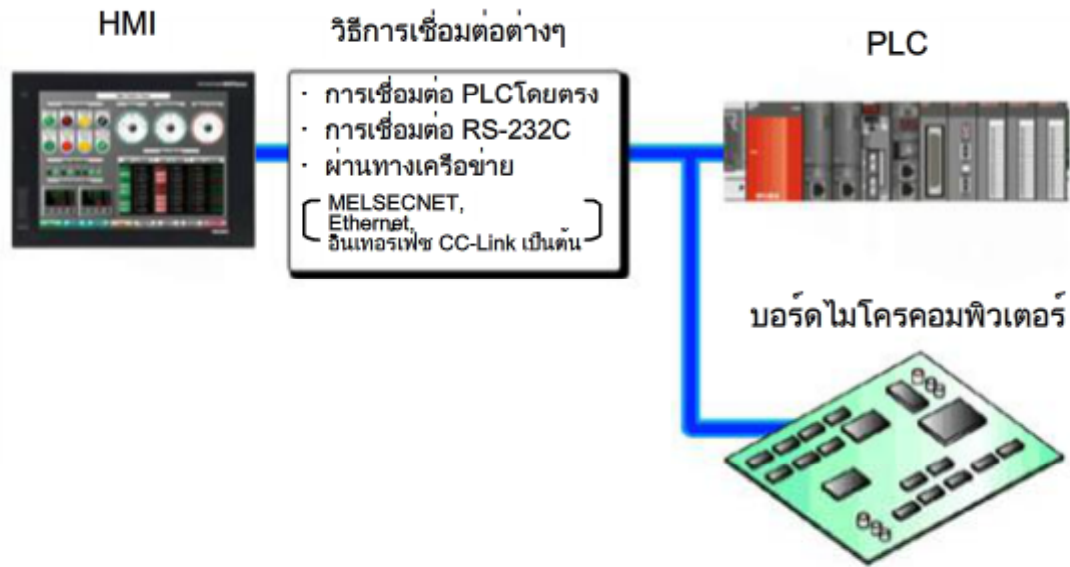 HMI
วิธีการเชื่อมต่อต่างๆ
PLC
· การเชื่อมต่อ PLCโดยตรง
· การเชื่อมต่อ RS-232C
· ผ่านทางเครือข่าย
MELSECNET,
Ethernet,
อินเทอร์เฟซ CC-Link เป็นต้น
บอร์ดไมโครคอมพิวเตอร์